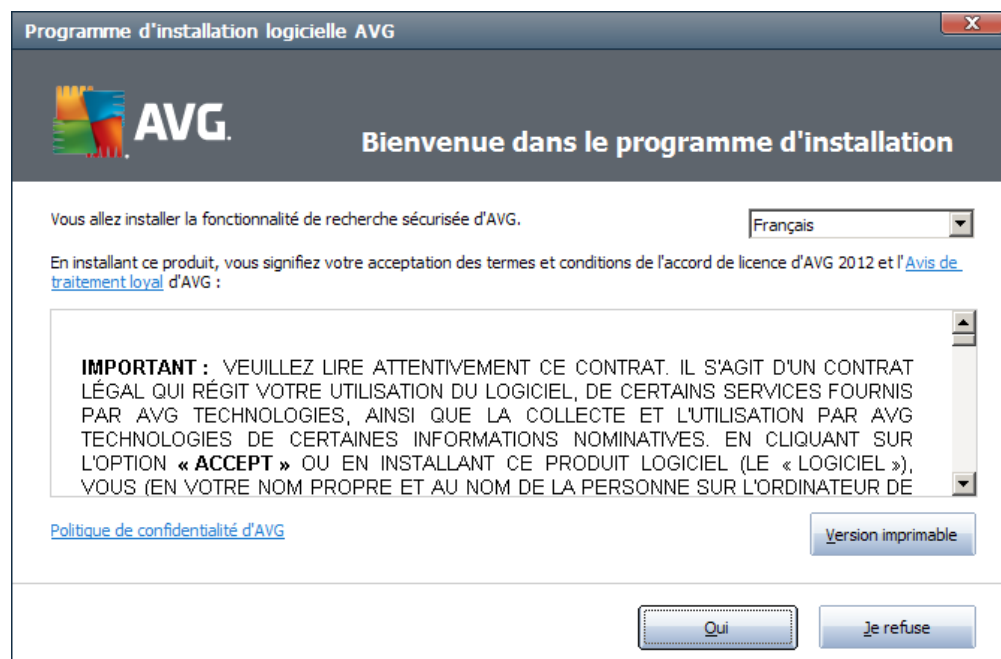 Programme d'installation logicielle AVG
X
AVG.
Bienvenue dans le programme d'installation
Vous allez installer la fonctionnalité de recherche sécurisée d'AVG.
Français
En installant ce produit, vous signifiez votre acceptation des termes et conditions de l'accord de licence d'AVG 2012 et l'Avis de
traitement loyal d'AVG :
IMPORTANT : VEUILLEZ LIRE ATTENTIVEMENT CE CONTRAT. IL S'AGIT D'UN CONTRAT
LÉGAL QUI RÉGIT VOTRE UTILISATION DU LOGICIEL, DE CERTAINS SERVICES FOURNIS
PAR AVG TECHNOLOGIES, AINSI QUE LA COLLECTE ET L'UTILISATION PAR AVG
TECHNOLOGIES DE CERTAINES INFORMATIONS NOMINATIVES. EN CLIQUANT SUR
L'OPTION « ACCEPT » OU EN INSTALLANT CE PRODUIT LOGICIEL (LE « LOGICIEL »),
VOUS (EN VOTRE NOM PROPRE ET AU NOM DE LA PERSONNE SUR L'ORDINATEUR DE
Politique de confidentialité d'AVG
Version imprimable
Oui
Je refuse